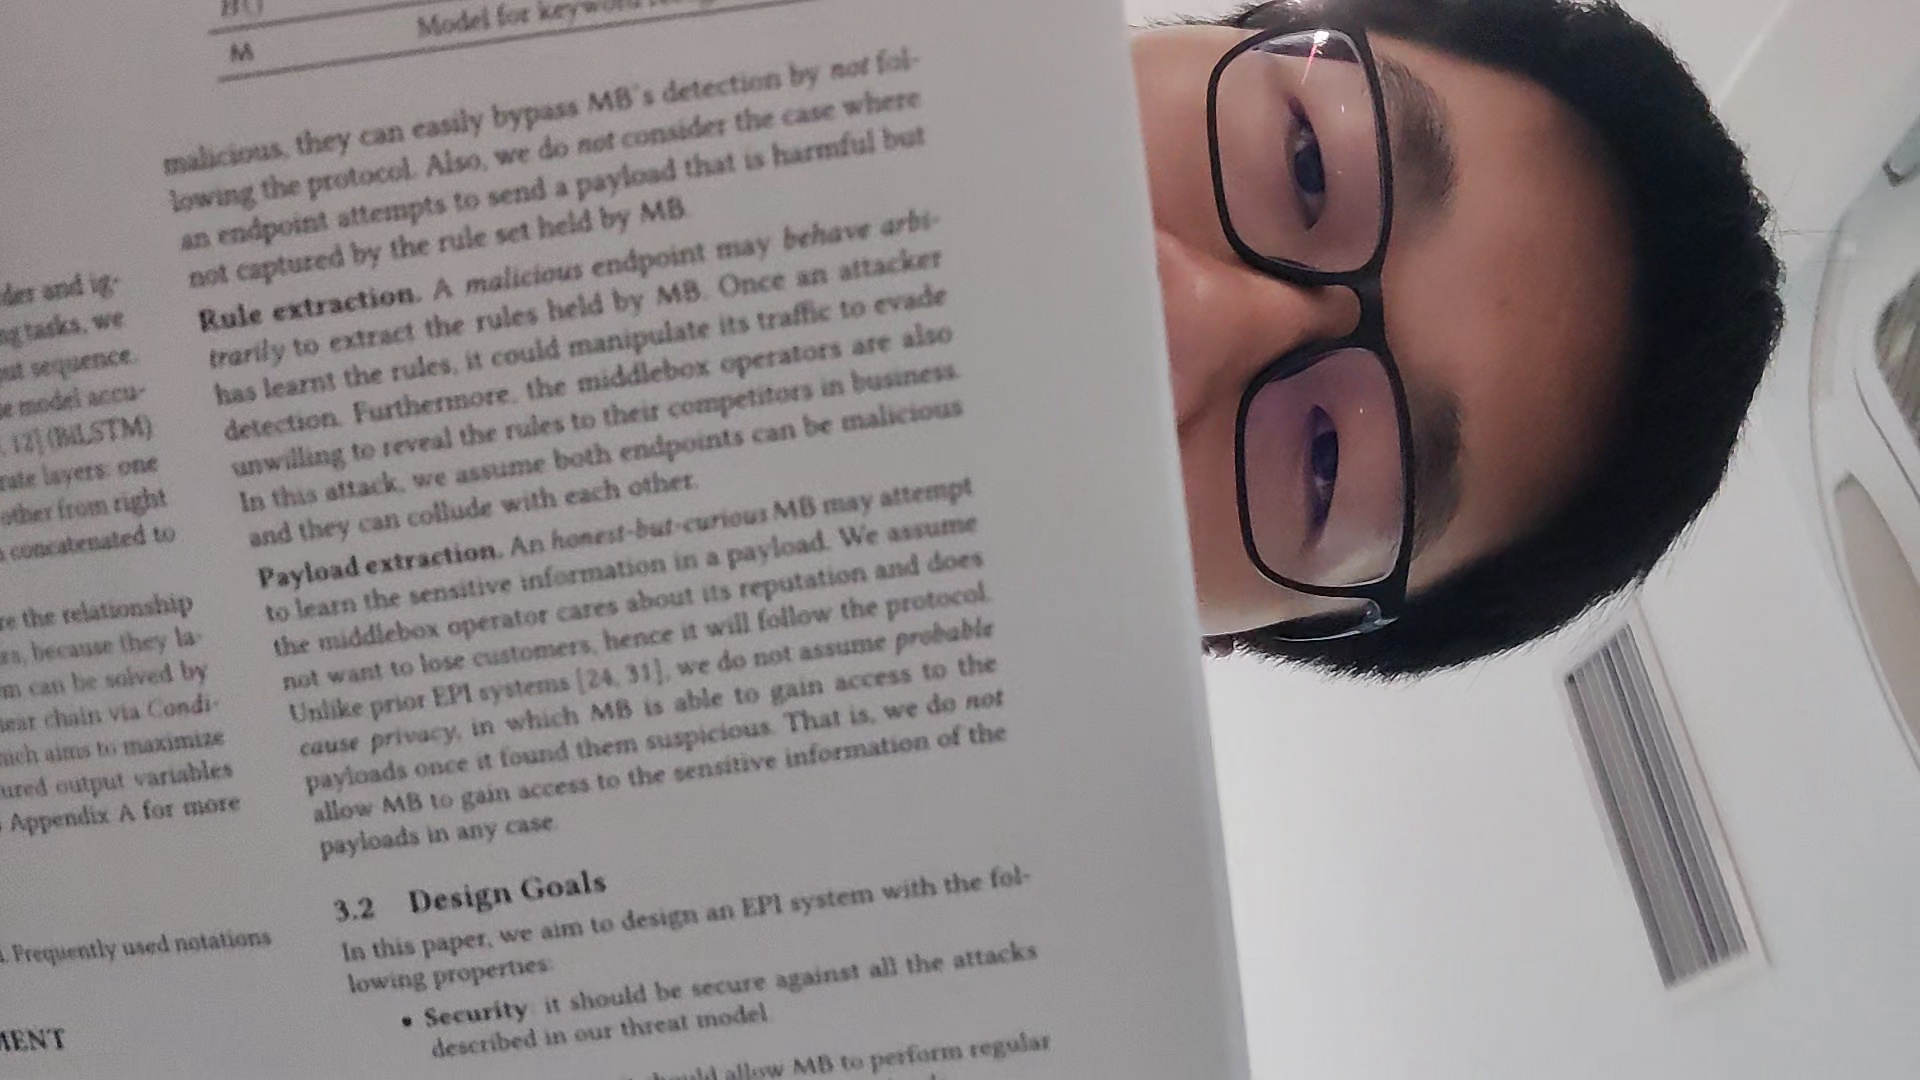 M
Model for keyword
malicious, they can easily bypass MB's detection by not fol-
lowing the protocol. Also, we do not consider the case where
an endpoint attempts to send a payload that is harmful but
not captured by the rule set held by MB.
Rule extraction. A malicious endpoint may behave arbi-
trarily to extract the rules held by MB. Once an attacker
has learnt the rules, it could manipulate its traffic to evade
detection. Furthermore, the middlebox operators are also
unwilling to reveal the rules to their competitors in business.
In this attack, we assume both endpoints can be malicious
and they can collude with each other.
Payload extraction. An honest-but-curious MB may attempt
to learn the sensitive information in a payload. We assume
the middlebox operator cares about its reputation and does
not want to lose customers, hence it will follow the protocol.
Unlike prior EPI systems [24, 31], we do not assume probable
cause privacy, in which MB is able to gain access to the
payloads once it found them suspicious. That is, we do not
allow MB to gain access to the sensitive information of the
payloads in any case.
3.2 Design Goals
In this paper, we aim to design an EPI system with the fol-
lowing properties:
• Security: it should be secure against all the attacks
described in our threat model.
should allow MB to perform regular
der and ig-
ng tasks, we
put sequence.
e model accu-
, 12] (BiLSTM)
rate layers: one
other from right
concatenated to
re the relationship
rs, because they la-
m can be solved by
near chain via Condi-
hich aims to maximize
tured output variables
Appendix A for more
. Frequently used notations
MENT